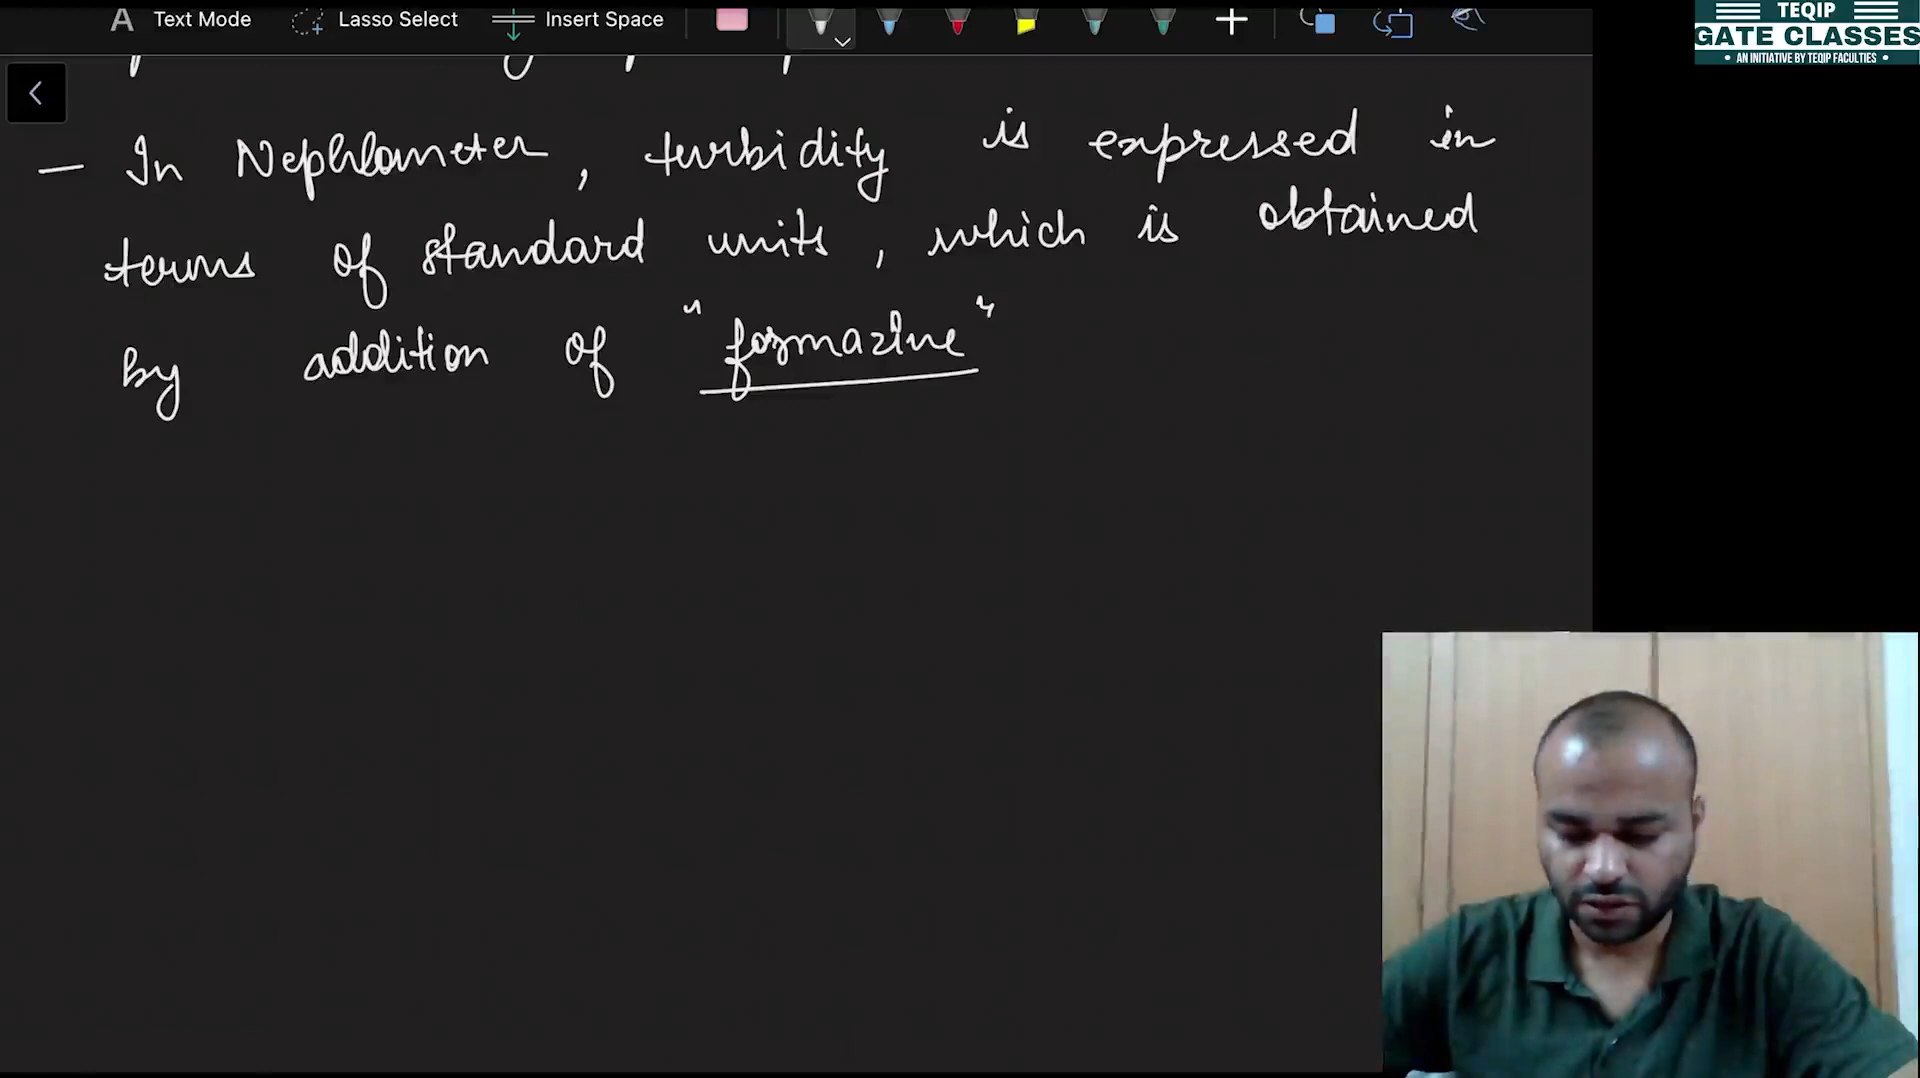 A Text Mode Lasso Select Insert Space
TEQIP
GATE CLASSES
• AN INITIATIVE BY TEQIP FACULTIES •
— In Nephlometer, turbidity is expressed in
terms of standard units, which is obtained
by addition of "formazine"